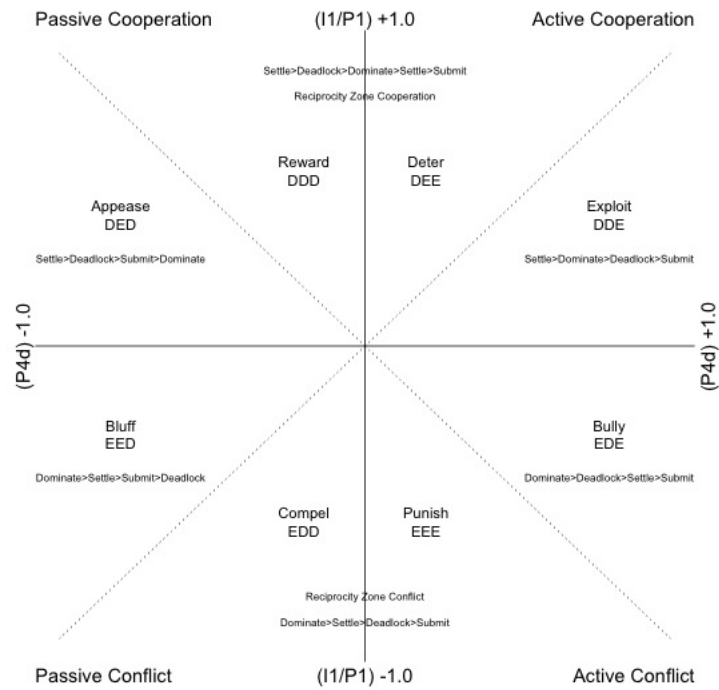 Passive Cooperation
(I1/P1) +1.0
Active Cooperation
Settle>Deadlock>Dominate>Settle>Submit
Reciprocity Zone Cooperation
Reward
DDD
Deter
DEE
Appease
DED
Settle>Deadlock>Submit>Dominate
Exploit
DDE
Settle>Dominate>Deadlock>Submit
(P4d) -1.0
(P4d) +1.0
Bluff
EED
Dominate>Settle>Submit>Deadlock
Bully
EDE
Dominate>Deadlock>Settle>Submit
Compel
EDD
Punish
EEE
Reciprocity Zone Conflict
Dominate>Settle>Deadlock>Submit
Passive Conflict
(I1/P1) -1.0
Active Conflict